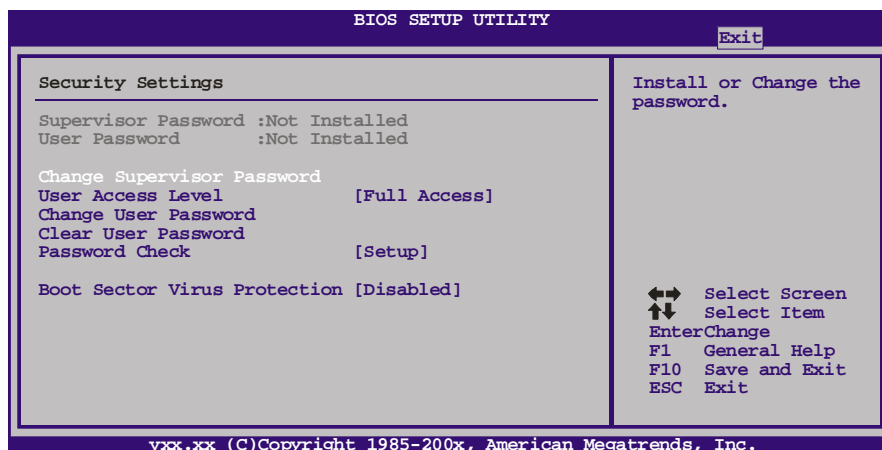 BIOS SETUP UTILITY
Exit
Security Settings
Supervisor Password :Not Installed
User Password :Not Installed
Change Supervisor Password
User Access Level [Full Access]
Change User Password
Clear User Password
Password Check [Setup]
Boot Sector Virus Protection [Disabled]
Install or Change the
password.
Select Screen
Select Item
EnterChange
F1 General Help
F10 Save and Exit
ESC Exit
vxx.xx (C)Copyright 1985-200x, American Megatrends, Inc.